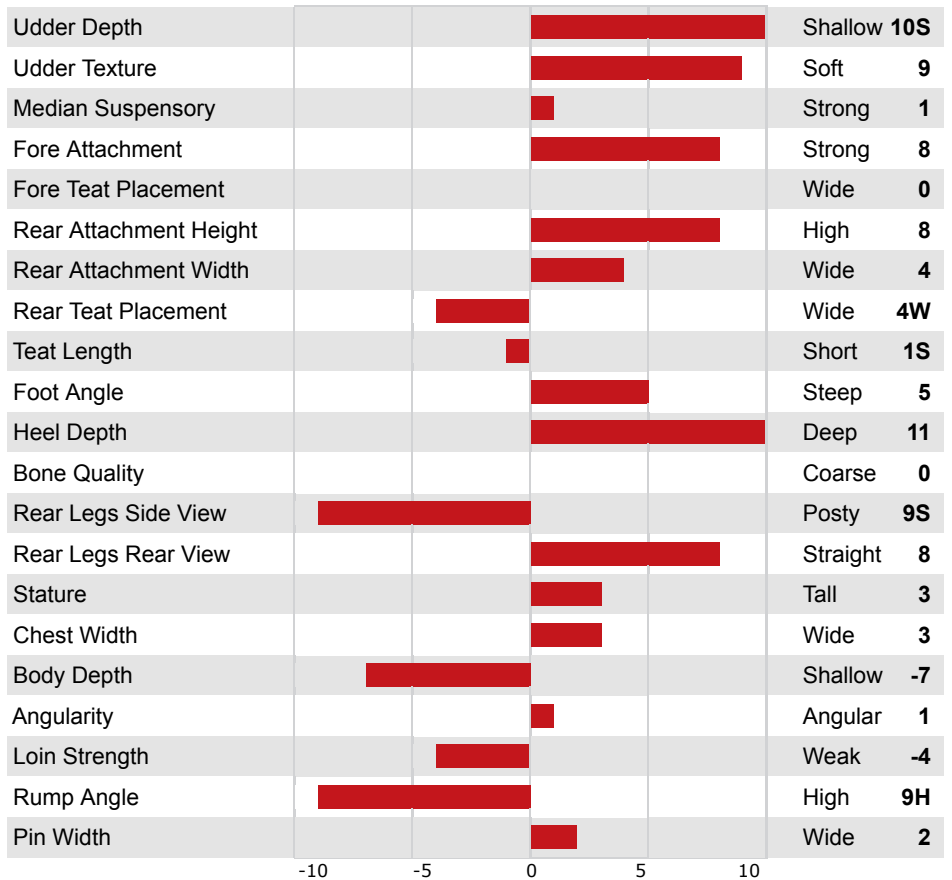 Udder Depth Shallow 10S
Udder Texture Soft 9
Median Suspensory Strong 1
Fore Attachment Strong 8
Fore Teat Placement Wide 0
Rear Attachment Height High 8
Rear Attachment Width Wide 4
Rear Teat Placement Wide 4W
Teat Length Short 1S
Foot Angle Steep 5
Heel Depth Deep 11
Bone Quality Coarse 0
Rear Legs Side View Posty 9S
Rear Legs Rear View Straight 8
Stature Tall 3
Chest Width Wide 3
Body Depth Shallow -7
Angularity Angular 1
Loin Strength Weak -4
Rump Angle High 9H
Pin Width Wide 2
-10 -5 0 5 10